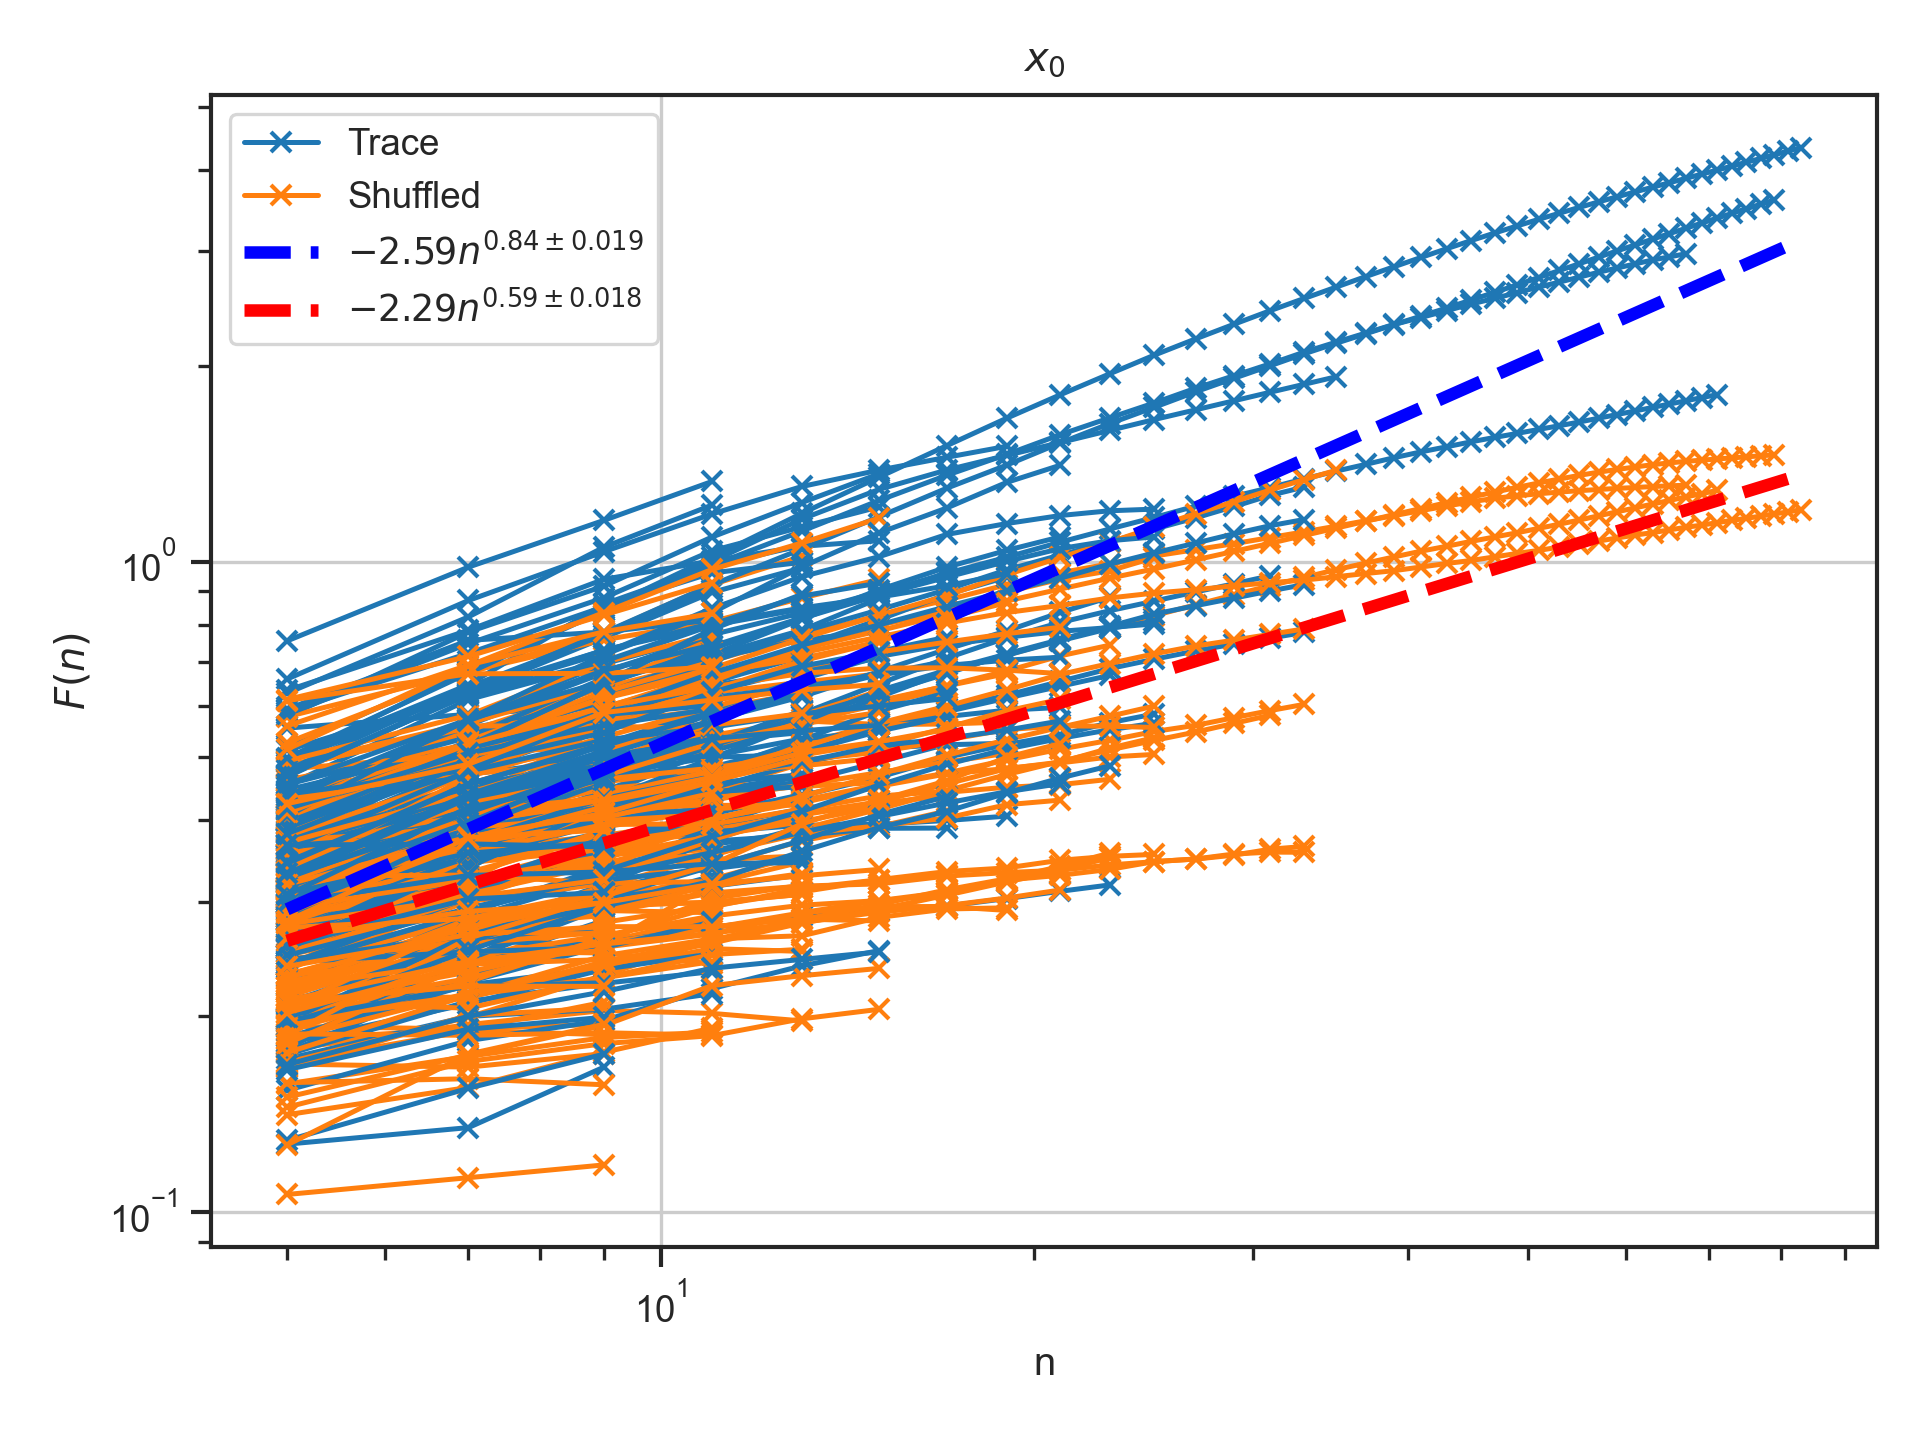 x₀
Trace
Shuffled
−2.59n^{0.84±0.019}
−2.29n^{0.59±0.018}
F(n)
10⁰
10⁻¹
10¹
n